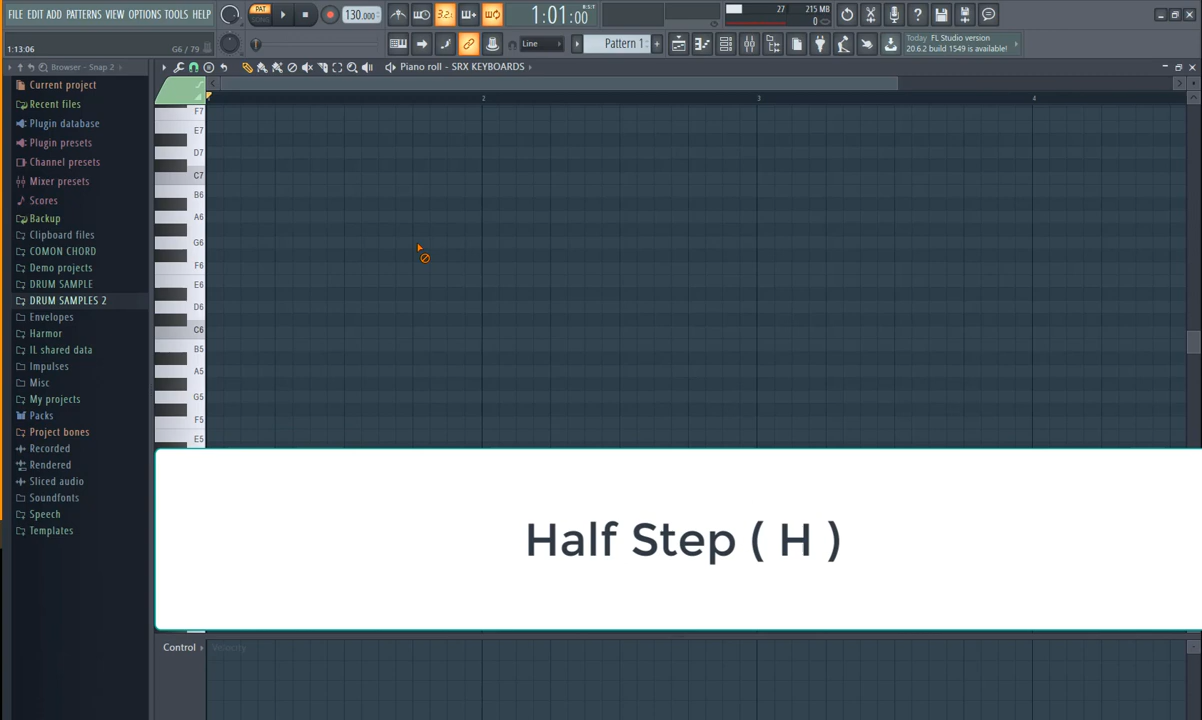 FILE EDIT ADD PATTERNS VIEW OPTIONS TOOLS HELP
PAT
SONG
130.000
3.2.
1:01:00
B:S:T
27
215 MB
0
1:13:06
G6 / 79
Line
Pattern 1
+
Today FL Studio version
20.6.2 build 1549 is available!
Browser - Snap 2
Piano roll - SRX KEYBOARDS
Current project
Recent files
Plugin database
Plugin presets
Channel presets
Mixer presets
Scores
Backup
Clipboard files
COMON CHORD
Demo projects
DRUM SAMPLE
DRUM SAMPLES 2
Envelopes
Harmor
IL shared data
Impulses
Misc
My projects
Packs
Project bones
Recorded
Rendered
Sliced audio
Soundfonts
Speech
Templates
2
3
4
F7
E7
D7
C7
B6
A6
G6
F6
E6
D6
C6
B5
A5
G5
F5
E5
Half Step ( H )
Control
Velocity